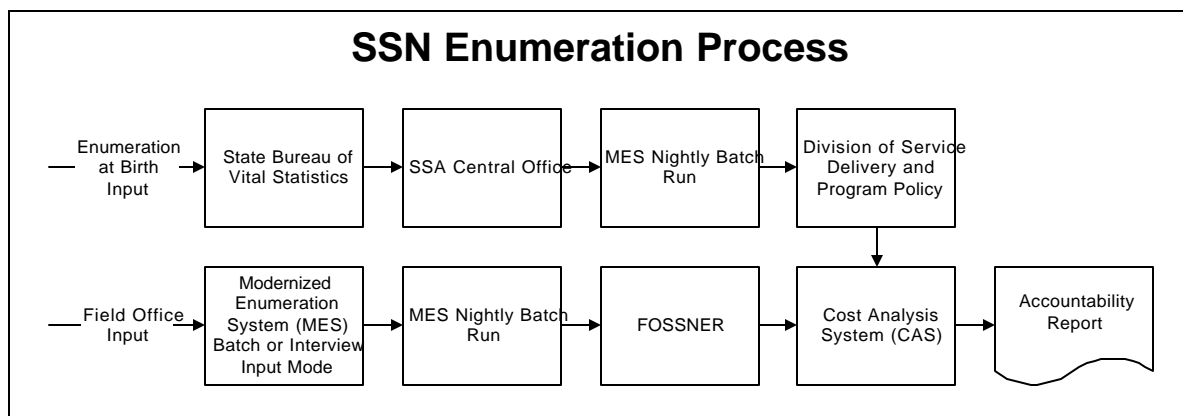 SSN Enumeration Process
Enumeration
at Birth
Input
State Bureau of
Vital Statistics
SSA Central Office
MES Nightly Batch
Run
Division of Service
Delivery and
Program Policy
Field Office
Input
Modernized
Enumeration
System (MES)
Batch or Interview
Input Mode
MES Nightly Batch
Run
FOSSNER
Cost Analysis
System (CAS)
Accountability
Report